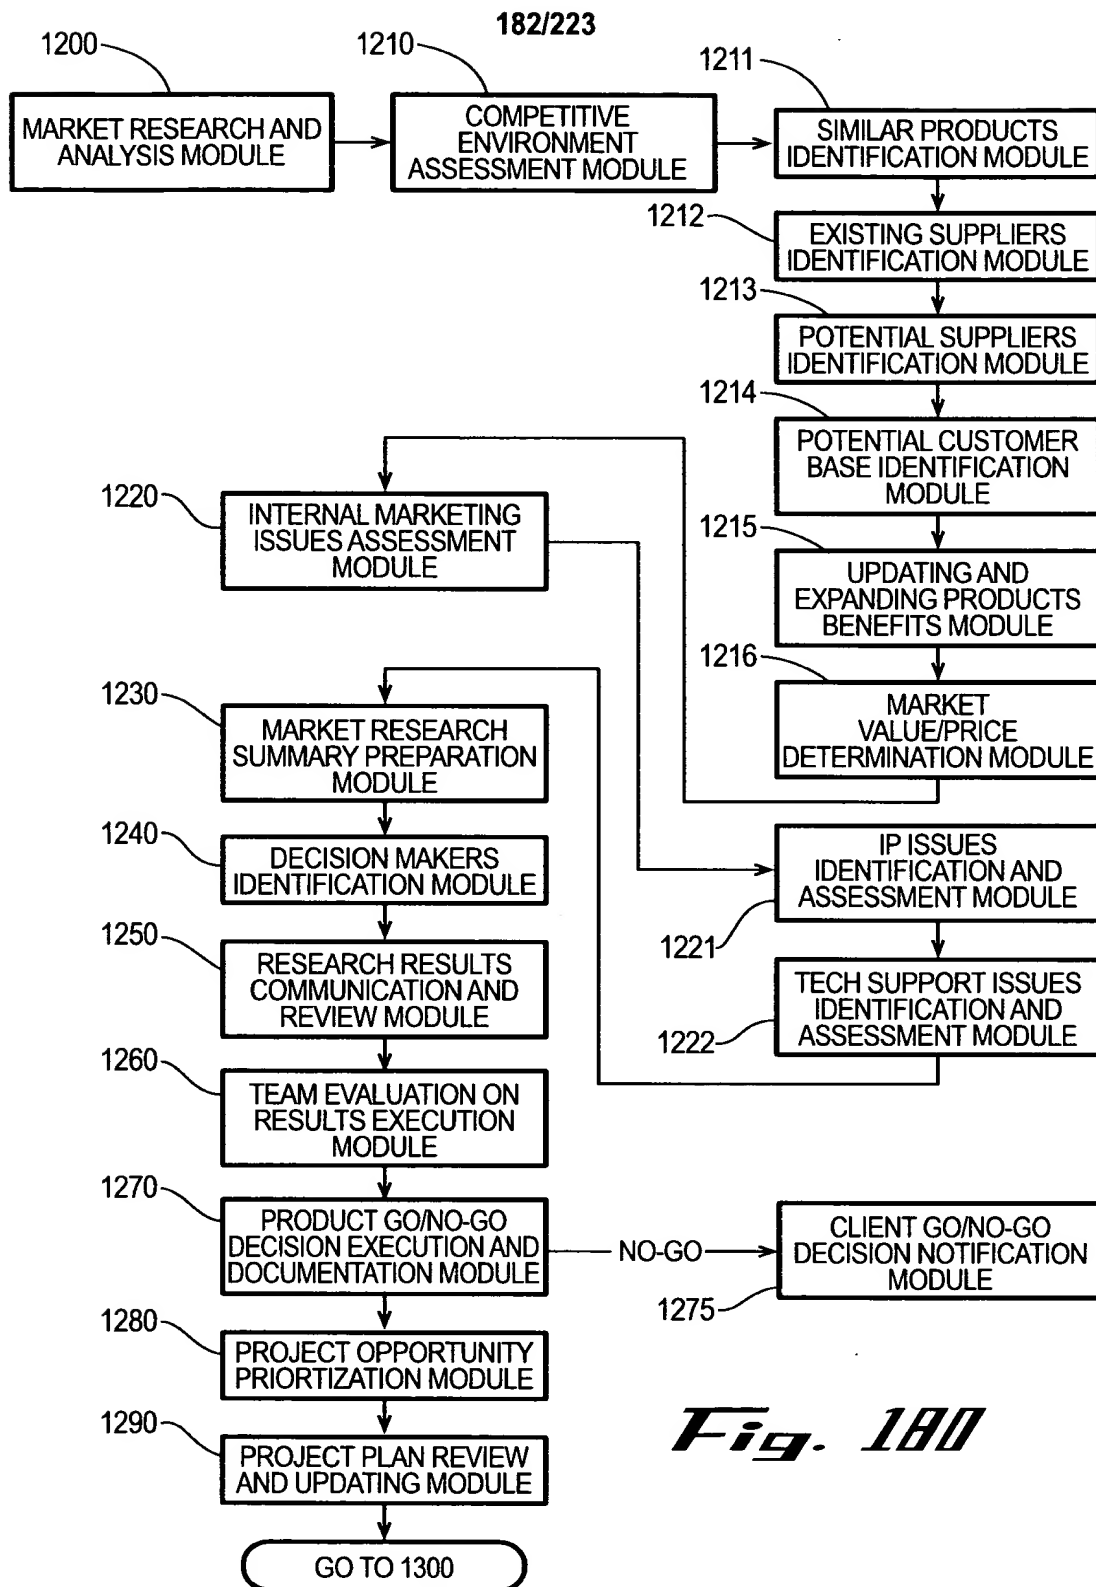 182/223
1200
MARKET RESEARCH AND
ANALYSIS MODULE
1210
COMPETITIVE
ENVIRONMENT
ASSESSMENT MODULE
1211
SIMILAR PRODUCTS
IDENTIFICATION MODULE
1212
EXISTING SUPPLIERS
IDENTIFICATION MODULE
1213
POTENTIAL SUPPLIERS
IDENTIFICATION MODULE
1214
POTENTIAL CUSTOMER
BASE IDENTIFICATION
MODULE
1215
UPDATING AND
EXPANDING PRODUCTS
BENEFITS MODULE
1216
MARKET
VALUE/PRICE
DETERMINATION MODULE
1220
INTERNAL MARKETING
ISSUES ASSESSMENT
MODULE
IP ISSUES
IDENTIFICATION AND
ASSESSMENT MODULE
1221
TECH SUPPORT ISSUES
IDENTIFICATION AND
ASSESSMENT MODULE
1222
1230
MARKET RESEARCH
SUMMARY PREPARATION
MODULE
1240
DECISION MAKERS
IDENTIFICATION MODULE
1250
RESEARCH RESULTS
COMMUNICATION AND
REVIEW MODULE
1260
TEAM EVALUATION ON
RESULTS EXECUTION
MODULE
1270
PRODUCT GO/NO-GO
DECISION EXECUTION AND
DOCUMENTATION MODULE
NO-GO
CLIENT GO/NO-GO
DECISION NOTIFICATION
MODULE
1275
1280
PROJECT OPPORTUNITY
PRIORTIZATION MODULE
1290
PROJECT PLAN REVIEW
AND UPDATING MODULE
GO TO 1300
Fig. 180